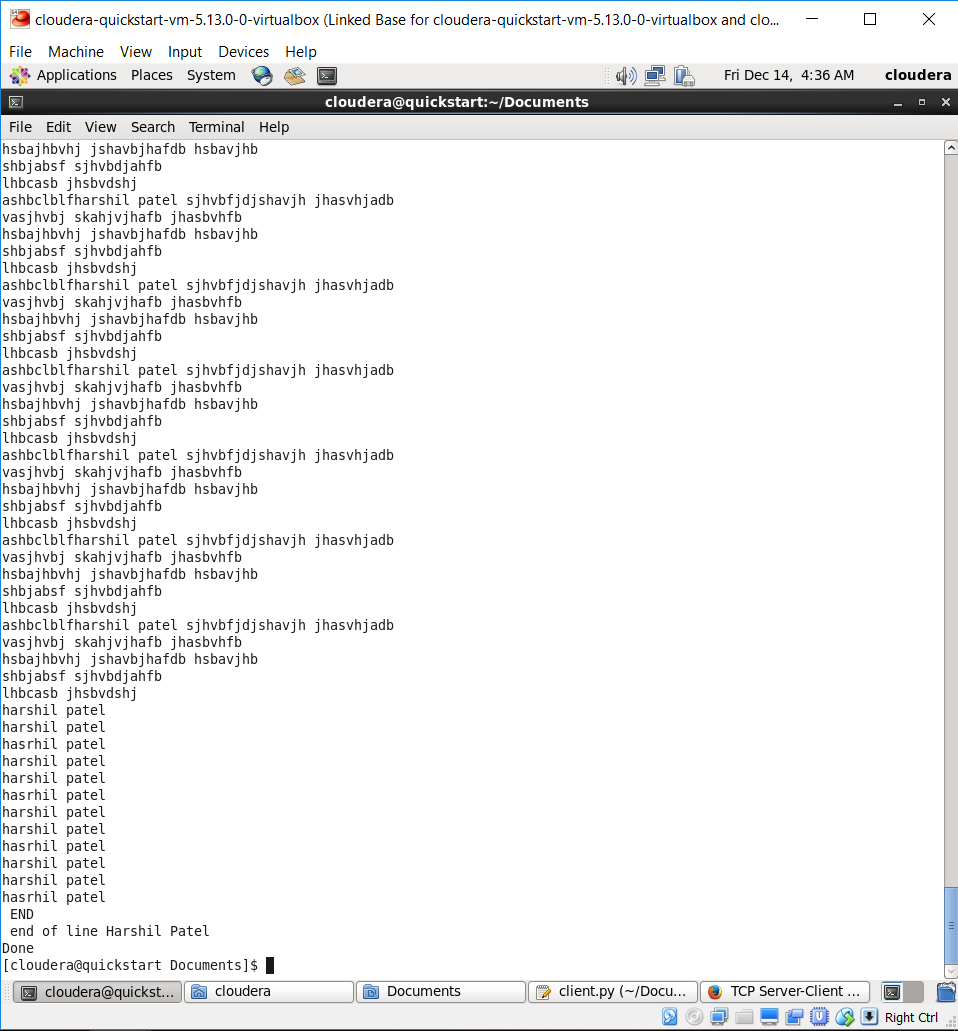 cloudera-quickstart-vm-5.13.0-0-virtualbox (Linked Base for cloudera-quickstart-vm-5.13.0-0-virtualbox and clo...
File Machine View Input Devices Help
Applications Places System Fri Dec 14, 4:36 AM cloudera
cloudera@quickstart:~/Documents
File Edit View Search Terminal Help
hsbajhbvhj jshavbjhafdb hsbavjhb
shbjabsf sjhvbdjahfb
lhbcasb jhsbvdshj
ashbclblfharshil patel sjhvbfjdjshavjh jhasvhjadb
vasjhvbj skahjvjhafb jhasbvhfb
hsbajhbvhj jshavbjhafdb hsbavjhb
shbjabsf sjhvbdjahfb
lhbcasb jhsbvdshj
ashbclblfharshil patel sjhvbfjdjshavjh jhasvhjadb
vasjhvbj skahjvjhafb jhasbvhfb
hsbajhbvhj jshavbjhafdb hsbavjhb
shbjabsf sjhvbdjahfb
lhbcasb jhsbvdshj
ashbclblfharshil patel sjhvbfjdjshavjh jhasvhjadb
vasjhvbj skahjvjhafb jhasbvhfb
hsbajhbvhj jshavbjhafdb hsbavjhb
shbjabsf sjhvbdjahfb
lhbcasb jhsbvdshj
ashbclblfharshil patel sjhvbfjdjshavjh jhasvhjadb
vasjhvbj skahjvjhafb jhasbvhfb
hsbajhbvhj jshavbjhafdb hsbavjhb
shbjabsf sjhvbdjahfb
lhbcasb jhsbvdshj
ashbclblfharshil patel sjhvbfjdjshavjh jhasvhjadb
vasjhvbj skahjvjhafb jhasbvhfb
hsbajhbvhj jshavbjhafdb hsbavjhb
shbjabsf sjhvbdjahfb
lhbcasb jhsbvdshj
ashbclblfharshil patel sjhvbfjdjshavjh jhasvhjadb
vasjhvbj skahjvjhafb jhasbvhfb
hsbajhbvhj jshavbjhafdb hsbavjhb
shbjabsf sjhvbdjahfb
lhbcasb jhsbvdshj
harshil patel
harshil patel
hasrhil patel
harshil patel
harshil patel
hasrhil patel
harshil patel
harshil patel
hasrhil patel
harshil patel
harshil patel
hasrhil patel
END
end of line Harshil Patel
Done
[cloudera@quickstart Documents]$
cloudera@quickst... cloudera Documents client.py (~/Docu... TCP Server-Client ...
Right Ctrl